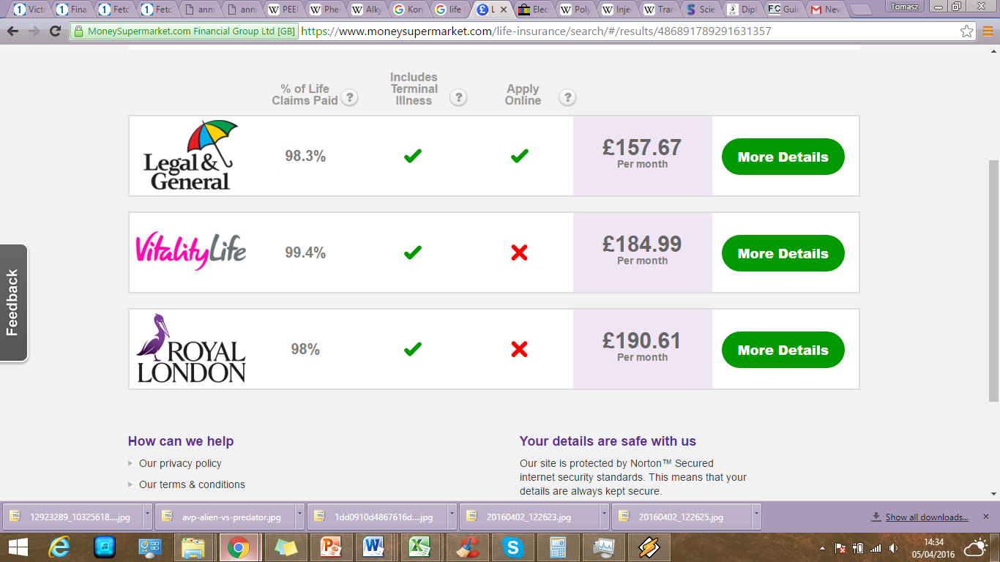 Tomasz
Victi
Fina
Fetc
Fetc
annu
annu
PEEI
Phe
Alky
Kon
life i
L
Elec
Poly
Inje
Tran
Scie
Dipl
Guic
New
MoneySupermarket.com Financial Group Ltd [GB]
https://www.moneysupermarket.com/life-insurance/search/#/results/486891789291631357
% of Life
Claims Paid ?
Includes
Terminal
Illness ?
Apply
Online ?
Legal &
General
98.3%
£157.67
Per month
More Details
VitalityLife
99.4%
£184.99
Per month
More Details
ROYAL
LONDON
98%
£190.61
Per month
More Details
Feedback
How can we help
Our privacy policy
Our terms & conditions
Your details are safe with us
Our site is protected by Norton™ Secured
internet security standards. This means that your
details are always kept secure.
12923289_10325618....jpg
avp-alien-vs-predator.jpg
1dd0910d4867616d....jpg
20160402_122623.jpg
20160402_122625.jpg
Show all downloads...
14:34
05/04/2016